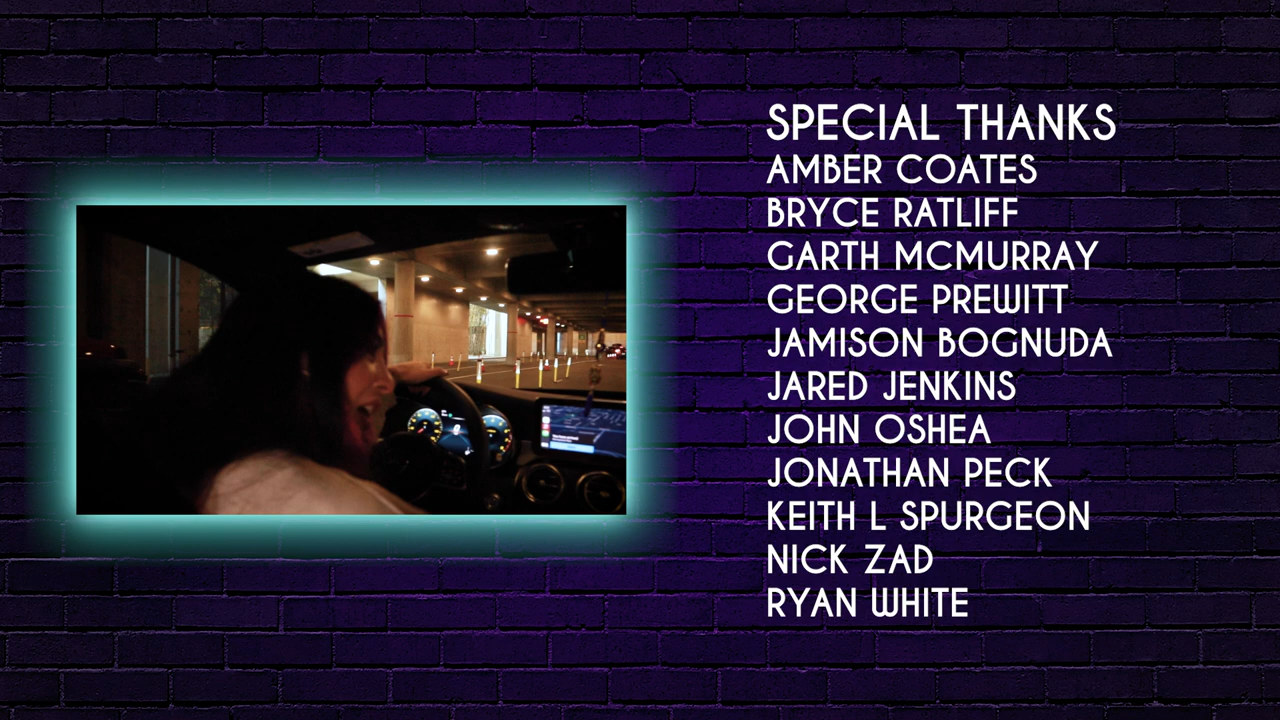 SPECIAL THANKS
AMBER COATES
BRYCE RATLIFF
GARTH MCMURRAY
GEORGE PREWITT
JAMISON BOGNUDA
JARED JENKINS
JOHN OSHEA
JONATHAN PECK
KEITH L SPURGEON
NICK ZAD
RYAN WHITE